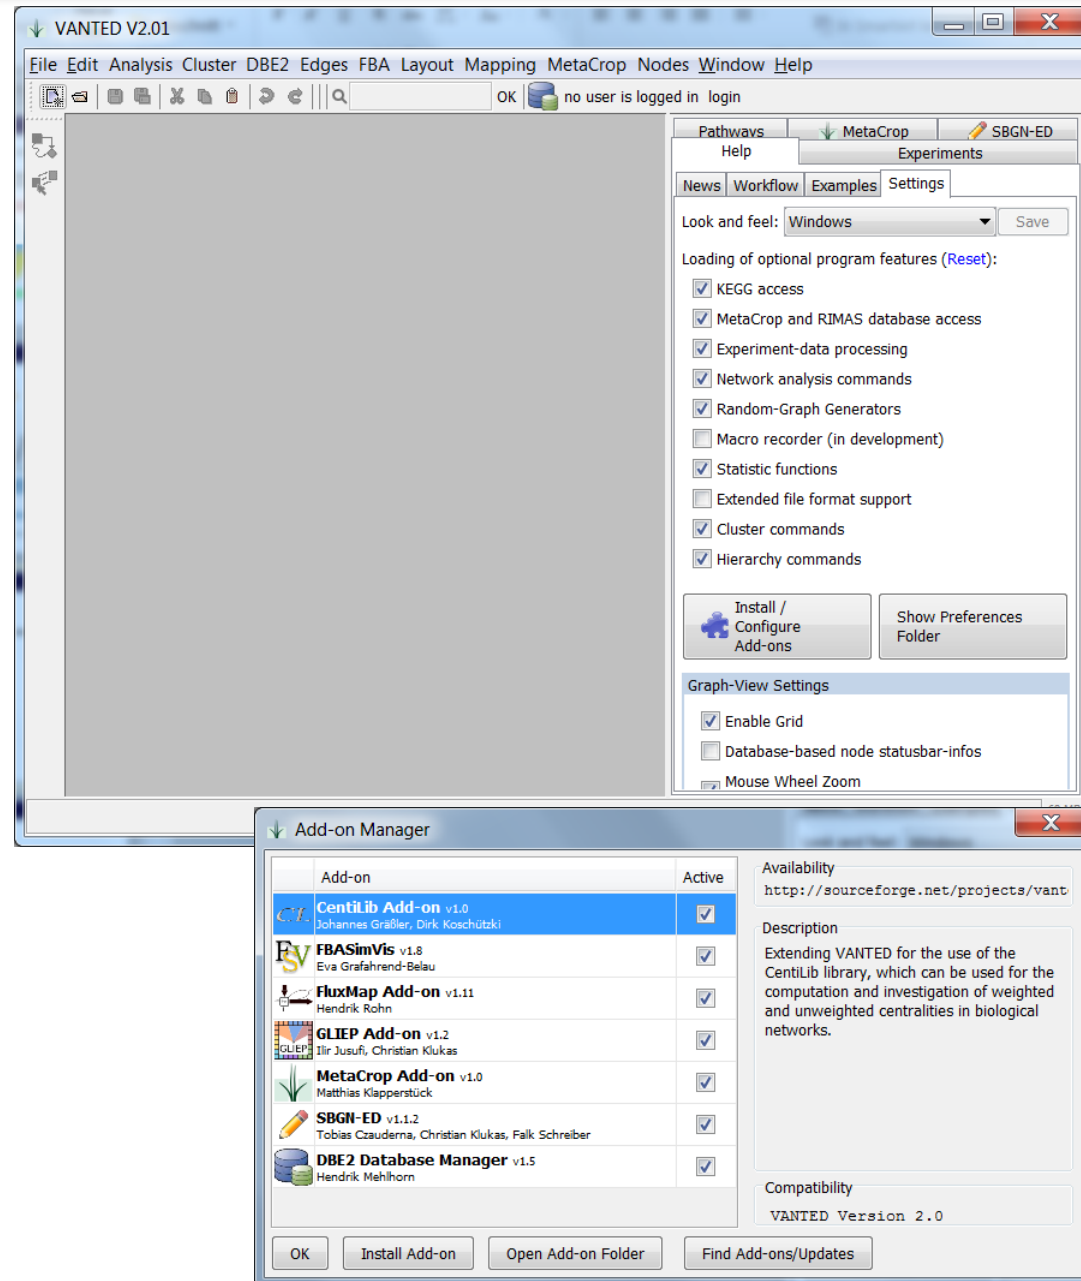 VANTED V2.01
File Edit Analysis Cluster DBE2 Edges FBA Layout Mapping MetaCrop Nodes Window Help
OK no user is logged in login
Pathways MetaCrop SBGN-ED
Help Experiments
News Workflow Examples Settings
Look and feel: Windows Save
Loading of optional program features (Reset):
KEGG access
MetaCrop and RIMAS database access
Experiment-data processing
Network analysis commands
Random-Graph Generators
Macro recorder (in development)
Statistic functions
Extended file format support
Cluster commands
Hierarchy commands
Install /
Configure
Add-ons
Show Preferences
Folder
Graph-View Settings
Enable Grid
Database-based node statusbar-infos
Mouse Wheel Zoom
Add-on Manager
Add-on Active
CL CentiLib Add-on v1.0
Johannes Gräßler, Dirk Koschützki
FSV FBASimVis v1.8
Eva Grafahrend-Belau
FluxMap Add-on v1.11
Hendrik Rohn
GLIEP GLIEP Add-on v1.2
Ilir Jusufi, Christian Klukas
MetaCrop Add-on v1.0
Matthias Klapperstück
SBGN-ED v1.1.2
Tobias Czauderna, Christian Klukas, Falk Schreiber
DBE2 Database Manager v1.5
Hendrik Mehlhorn
Availability
http://sourceforge.net/projects/vant
Description
Extending VANTED for the use of the
CentiLib library, which can be used for the
computation and investigation of weighted
and unweighted centralities in biological
networks.
Compatibility
VANTED Version 2.0
OK Install Add-on Open Add-on Folder Find Add-ons/Updates